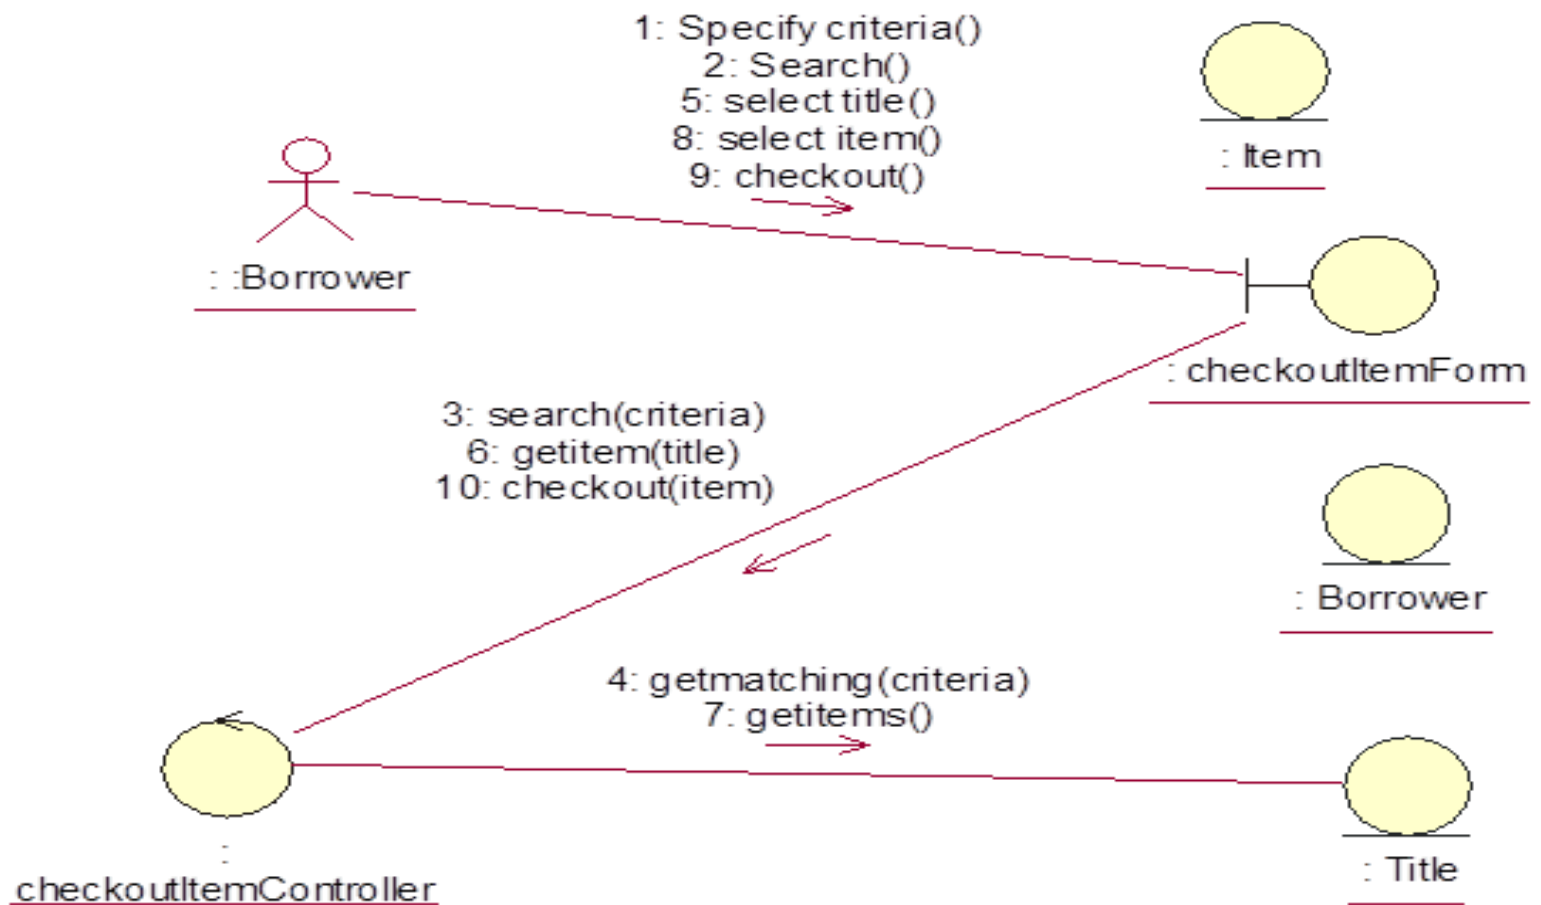 1: Specify criteria()
2: Search()
5: select title()
8: select item()
9: checkout()
: Item
: :Borrower
: checkoutItemForm
3: search(criteria)
6: getitem(title)
10: checkout(item)
: Borrower
4: getmatching(criteria)
7: getitems()
:
checkoutItemController
: Title